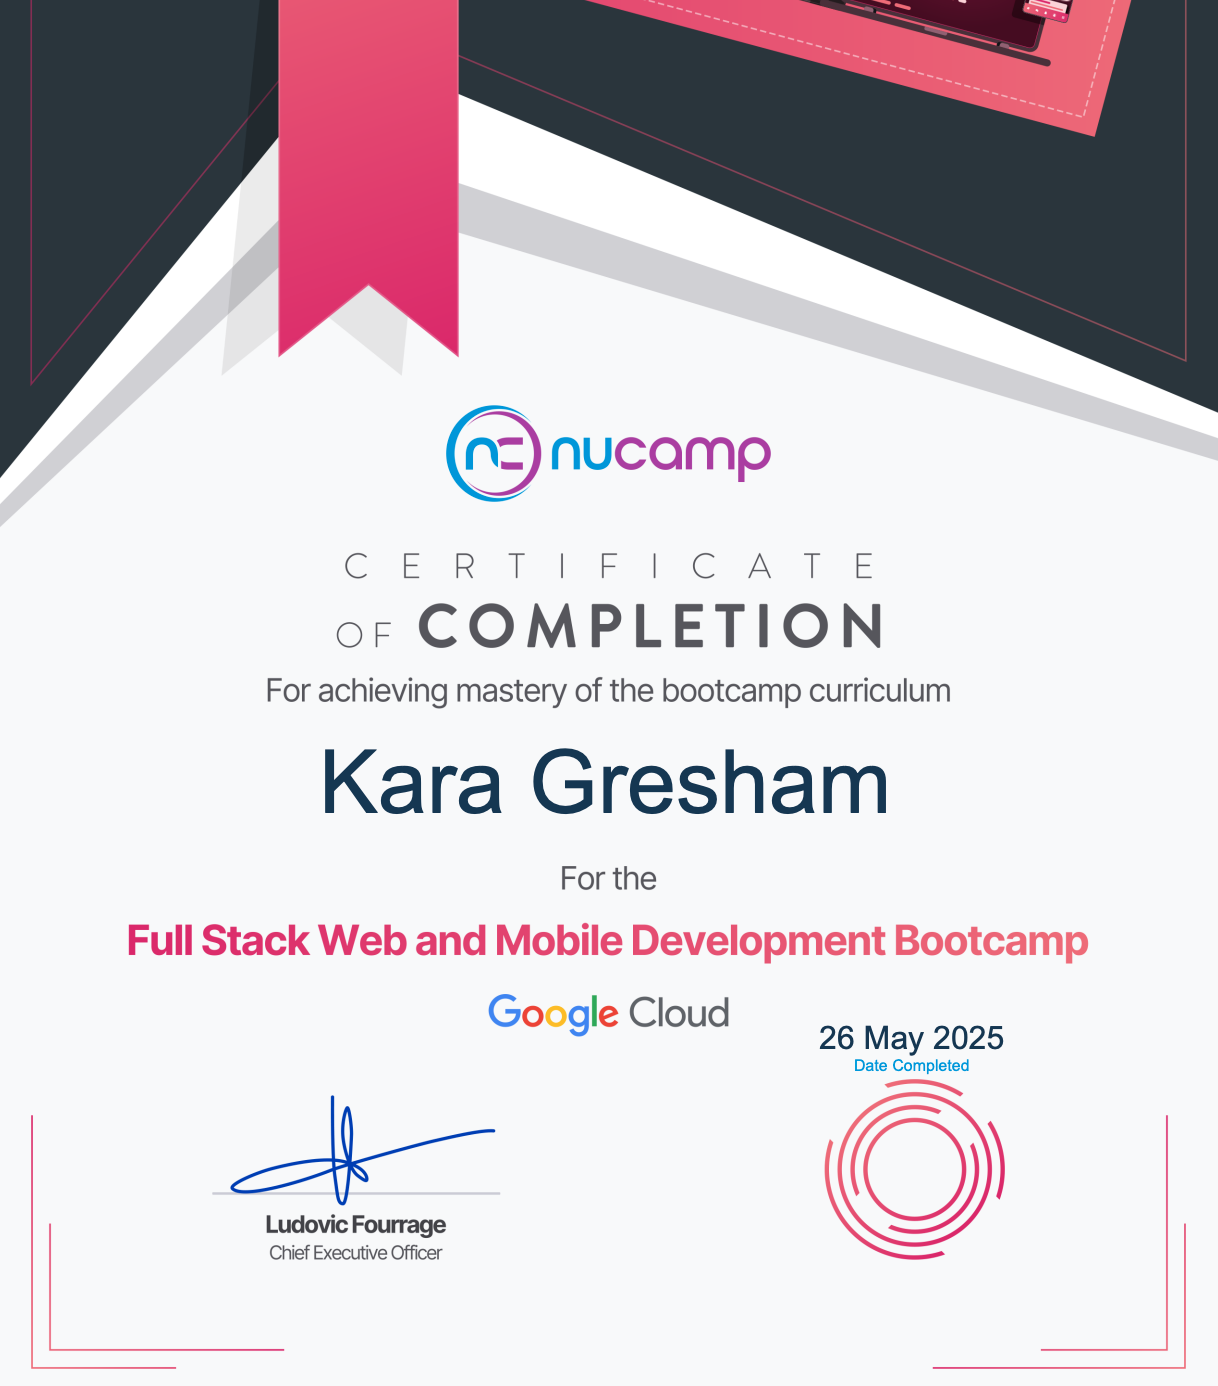 nc nucamp
CERTIFICATE
OF COMPLETION
For achieving mastery of the bootcamp curriculum
Kara Gresham
For the
Full Stack Web and Mobile Development Bootcamp
Google Cloud
26 May 2025
Date Completed
Ludovic Fourrage
Chief Executive Officer